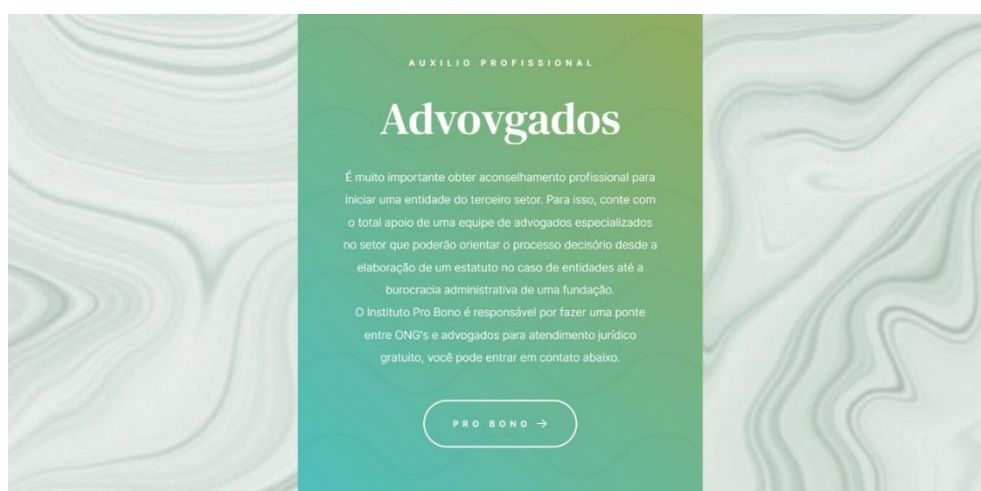 AUXILIO PROFISSIONAL
Advovgados
É muito importante obter aconselhamento profissional para
iniciar uma entidade do terceiro setor. Para isso, conte com
o total apoio de uma equipe de advogados especializados
no setor que poderão orientar o processo decisório desde a
elaboração de um estatuto no caso de entidades até a
burocracia administrativa de uma fundação.
O Instituto Pro Bono é responsável por fazer uma ponte
entre ONG's e advogados para atendimento jurídico
gratuito, você pode entrar em contato abaixo.
PRO BONO →